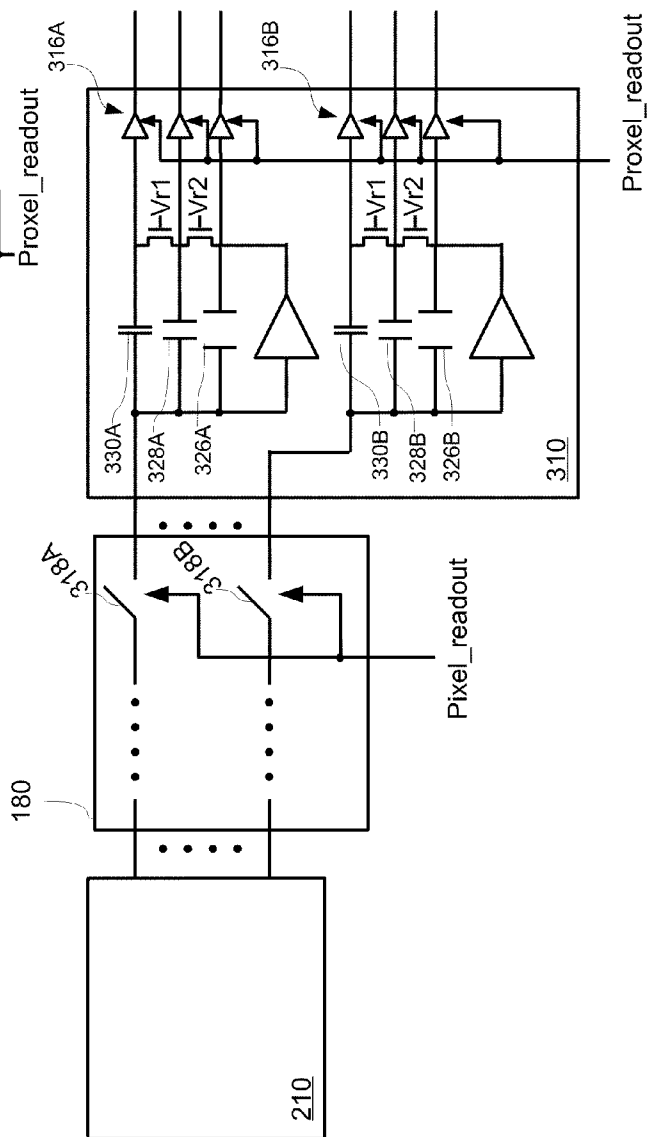 Proxel_readout
316A
316B
Vr1
Vr2
Vr1
Vr2
330A
328A
326A
330B
328B
326B
310
Proxel_readout
318A
318B
Pixel_readout
180
210